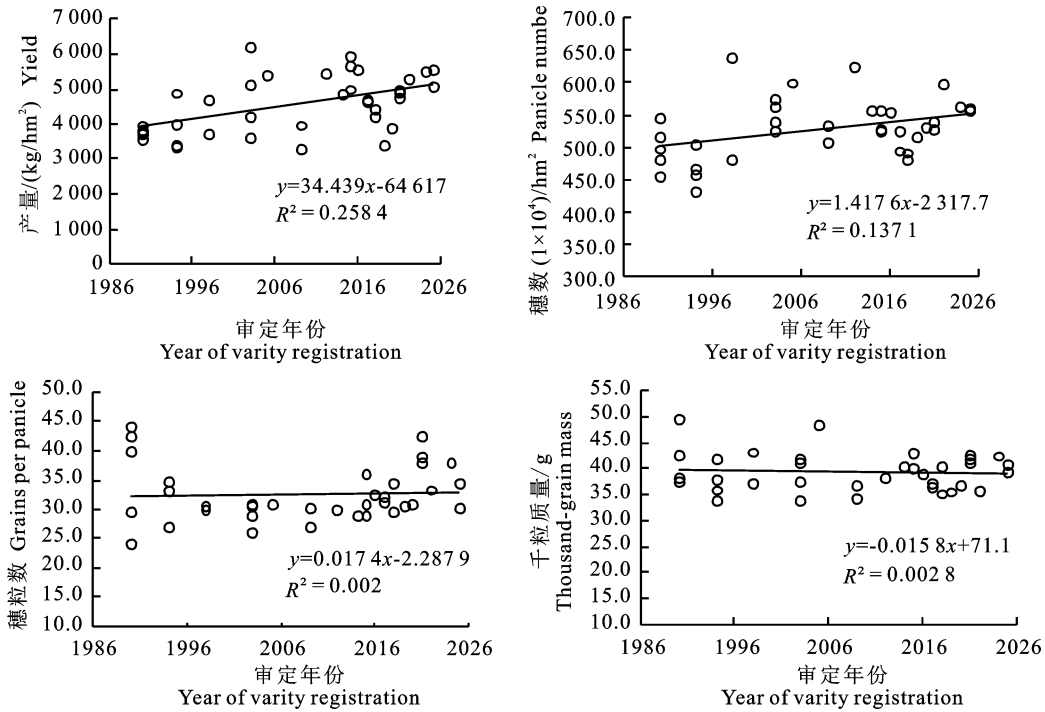 产量/(kg/hm²) Yield
7 000
6 000
5 000
4 000
3 000
2 000
1 000
0
y=34.439x-64 617
R² = 0.258 4
1986 1996 2006 2016 2026
审定年份
Year of varity registration
穗数(1×10⁴)/hm² Panicle numbe
700.0
650.0
600.0
550.0
500.0
450.0
400.0
350.0
300.0
y=1.417 6x-2 317.7
R² = 0.137 1
1986 1996 2006 2016 2026
审定年份
Year of varity registration
穗粒数 Grains per panicle
50.0
45.0
40.0
35.0
30.0
25.0
20.0
15.0
10.0
y=0.017 4x-2.287 9
R² = 0.002
1986 1996 2006 2016 2026
审定年份
Year of varity registration
千粒质量/g
Thousand-grain mass
55.0
50.0
45.0
40.0
35.0
30.0
25.0
20.0
15.0
10.0
y=-0.015 8x+71.1
R² = 0.002 8
1986 1996 2006 2016 2026
审定年份
Year of varity registration